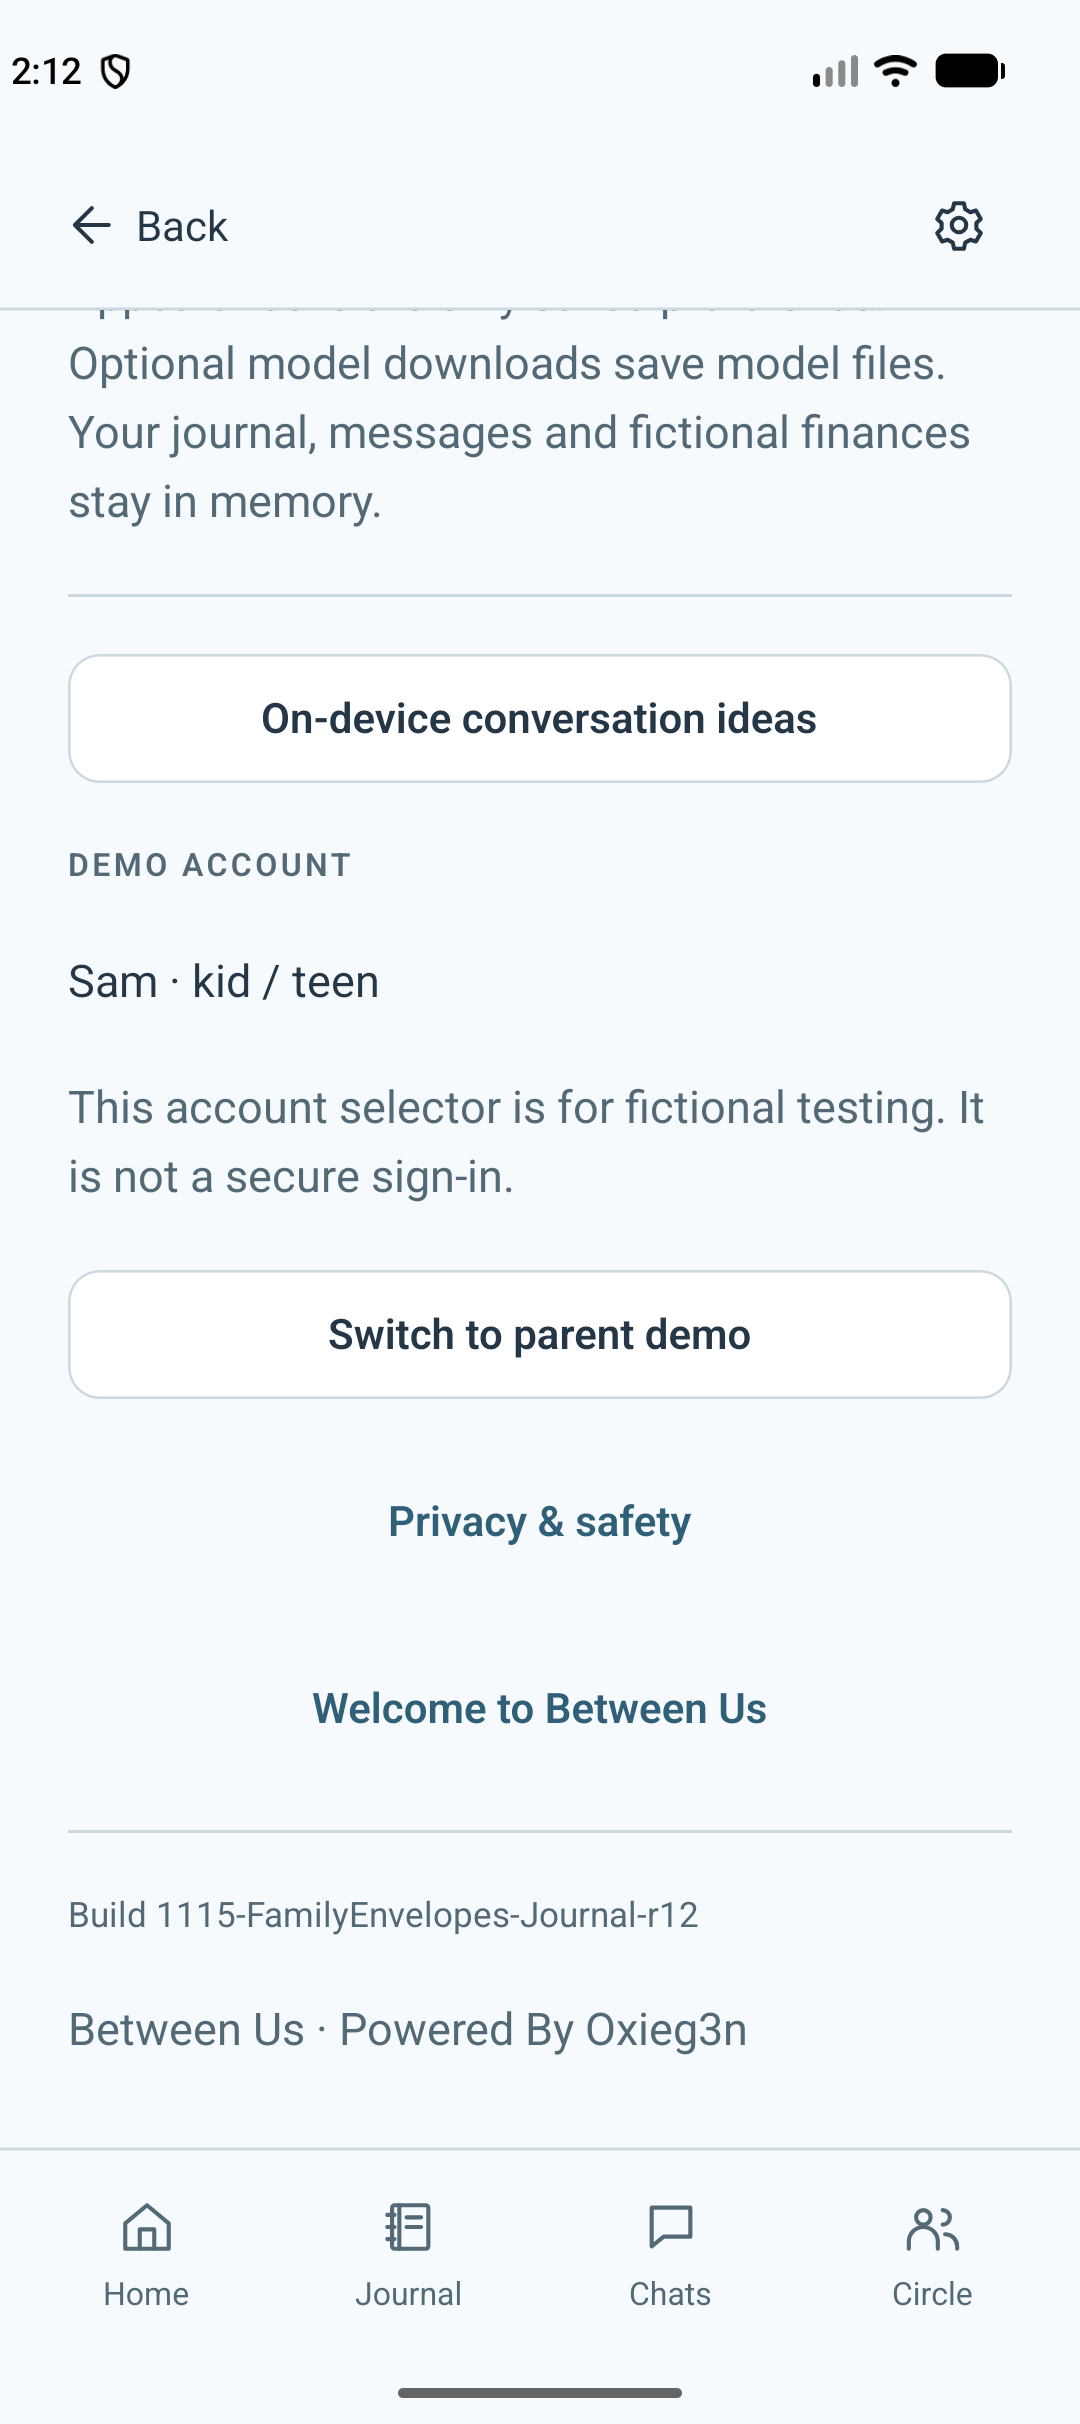 2:12
Back
Optional model downloads save model files.
Your journal, messages and fictional finances
stay in memory.
On-device conversation ideas
DEMO ACCOUNT
Sam · kid / teen
This account selector is for fictional testing. It
is not a secure sign-in.
Switch to parent demo
Privacy & safety
Welcome to Between Us
Build 1115-FamilyEnvelopes-Journal-r12
Between Us · Powered By Oxieg3n
Home
Journal
Chats
Circle